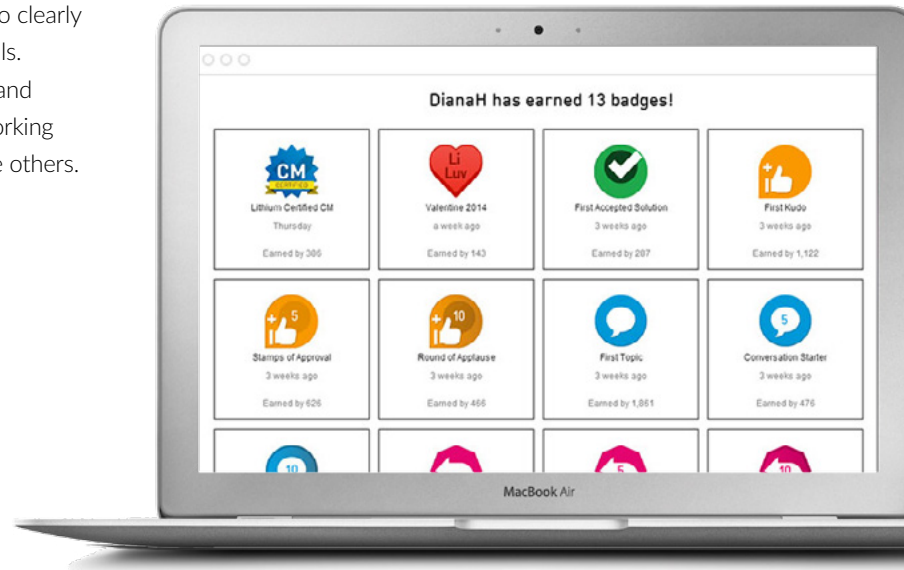 o clearly
ls.
and
orking
e others.
DianaH has earned 13 badges!
CM
CERTIFIED
Lithium Certified CM
Thursday
Earned by 386
Li
Luv
Valentine 2014
a week ago
Earned by 143
First Accepted Solution
3 weeks ago
Earned by 287
+
First Kudo
3 weeks ago
Earned by 1,122
+ 5
Stamps of Approval
3 weeks ago
Earned by 626
+ 10
Round of Applause
3 weeks ago
Earned by 466
First Topic
3 weeks ago
Earned by 1,861
5
Conversation Starter
3 weeks ago
Earned by 476
10
5
10
MacBook Air